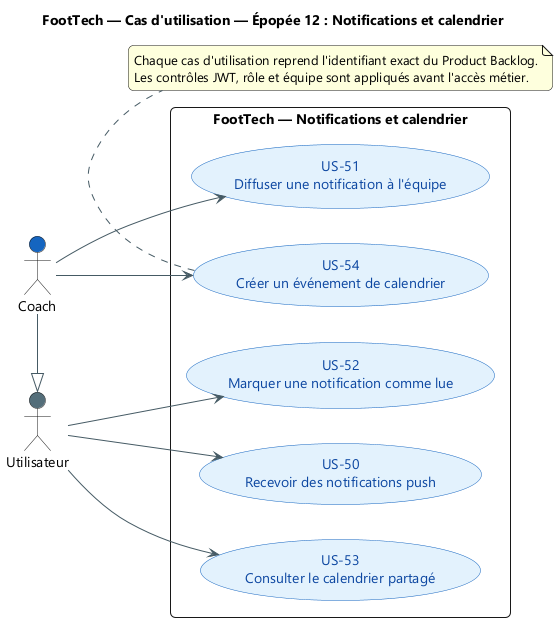 FootTech — Cas d'utilisation — Épopée 12 : Notifications et calendrier
Chaque cas d'utilisation reprend l'identifiant exact du Product Backlog.
Les contrôles JWT, rôle et équipe sont appliqués avant l'accès métier.
FootTech — Notifications et calendrier
US-51
Diffuser une notification à l'équipe
US-54
Créer un événement de calendrier
Coach
US-52
Marquer une notification comme lue
Utilisateur
US-50
Recevoir des notifications push
US-53
Consulter le calendrier partagé